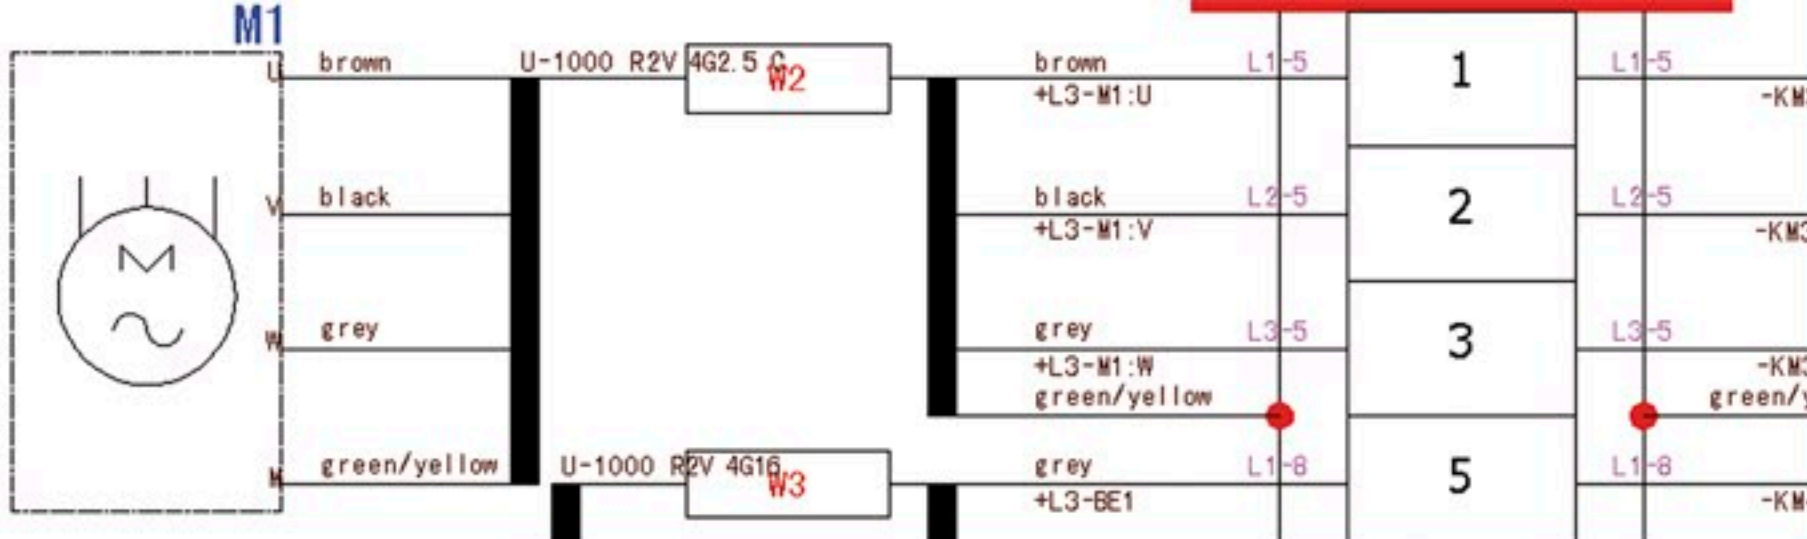 M1
U brown U-1000 R2V 4G2.5 C W2 brown L1-5 1 L1-5
+L3-M1:U
V black black L2-5 2 L2-5
+L3-M1:V
M
W grey grey L3-5 3 L3-5
+L3-M1:W
green/yellow
green/yellow U-1000 R2V 4G16 W3 grey L1-8 5 L1-8
+L3-BE1